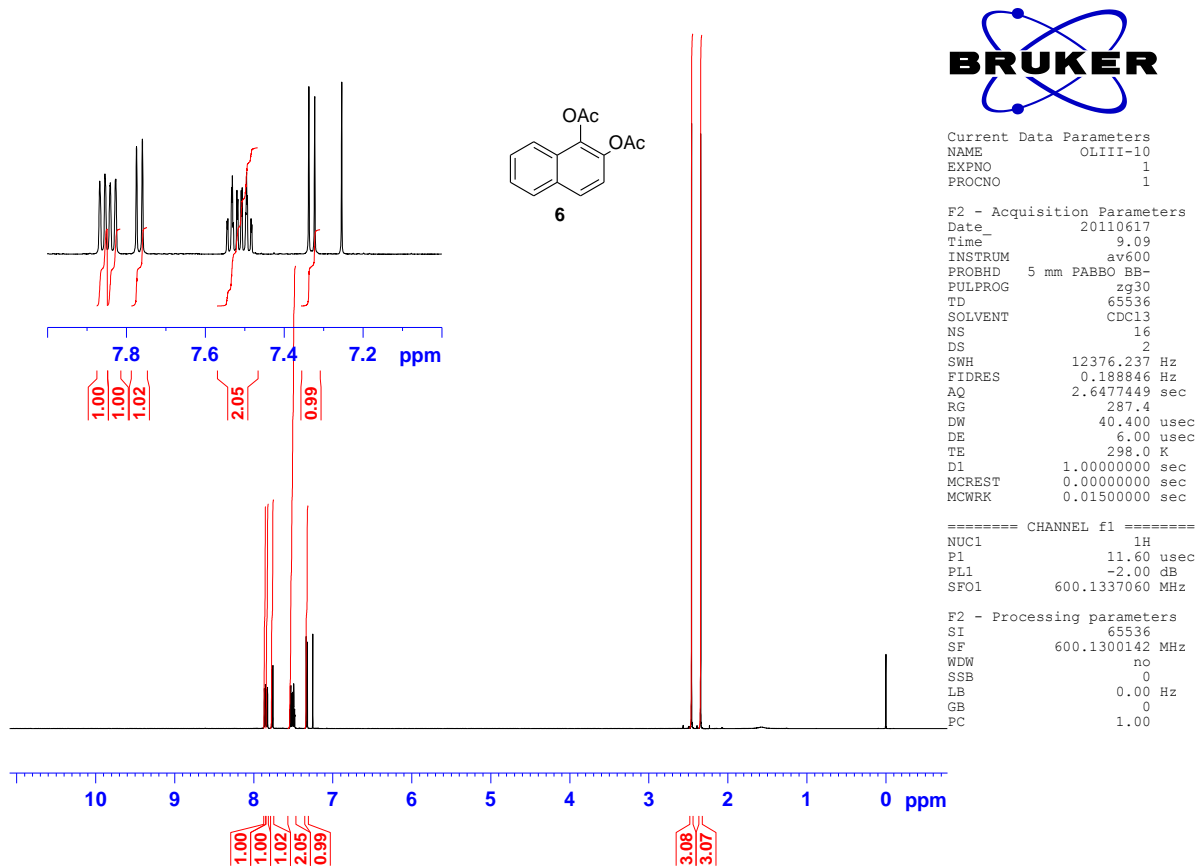 BRUKER
OAc
OAc
6
7.8 7.6 7.4 7.2 ppm
1.00
1.00
1.02
2.05
0.99
Current Data Parameters
NAME OLIII-10
EXPNO 1
PROCNO 1
F2 - Acquisition Parameters
Date_ 20110617
Time 9.09
INSTRUM av600
PROBHD 5 mm PABBO BB-
PULPROG zg30
TD 65536
SOLVENT CDCl3
NS 16
DS 2
SWH 12376.237 Hz
FIDRES 0.188846 Hz
AQ 2.6477449 sec
RG 287.4
DW 40.400 usec
DE 6.00 usec
TE 298.0 K
D1 1.00000000 sec
MCREST 0.00000000 sec
MCWRK 0.01500000 sec
======== CHANNEL f1 ========
NUC1 1H
P1 11.60 usec
PL1 -2.00 dB
SFO1 600.1337060 MHz
F2 - Processing parameters
SI 65536
SF 600.1300142 MHz
WDW no
SSB 0
LB 0.00 Hz
GB 0
PC 1.00
10 9 8 7 6 5 4 3 2 1 0 ppm
1.00
1.00
1.02
2.05
0.99
3.08
3.07